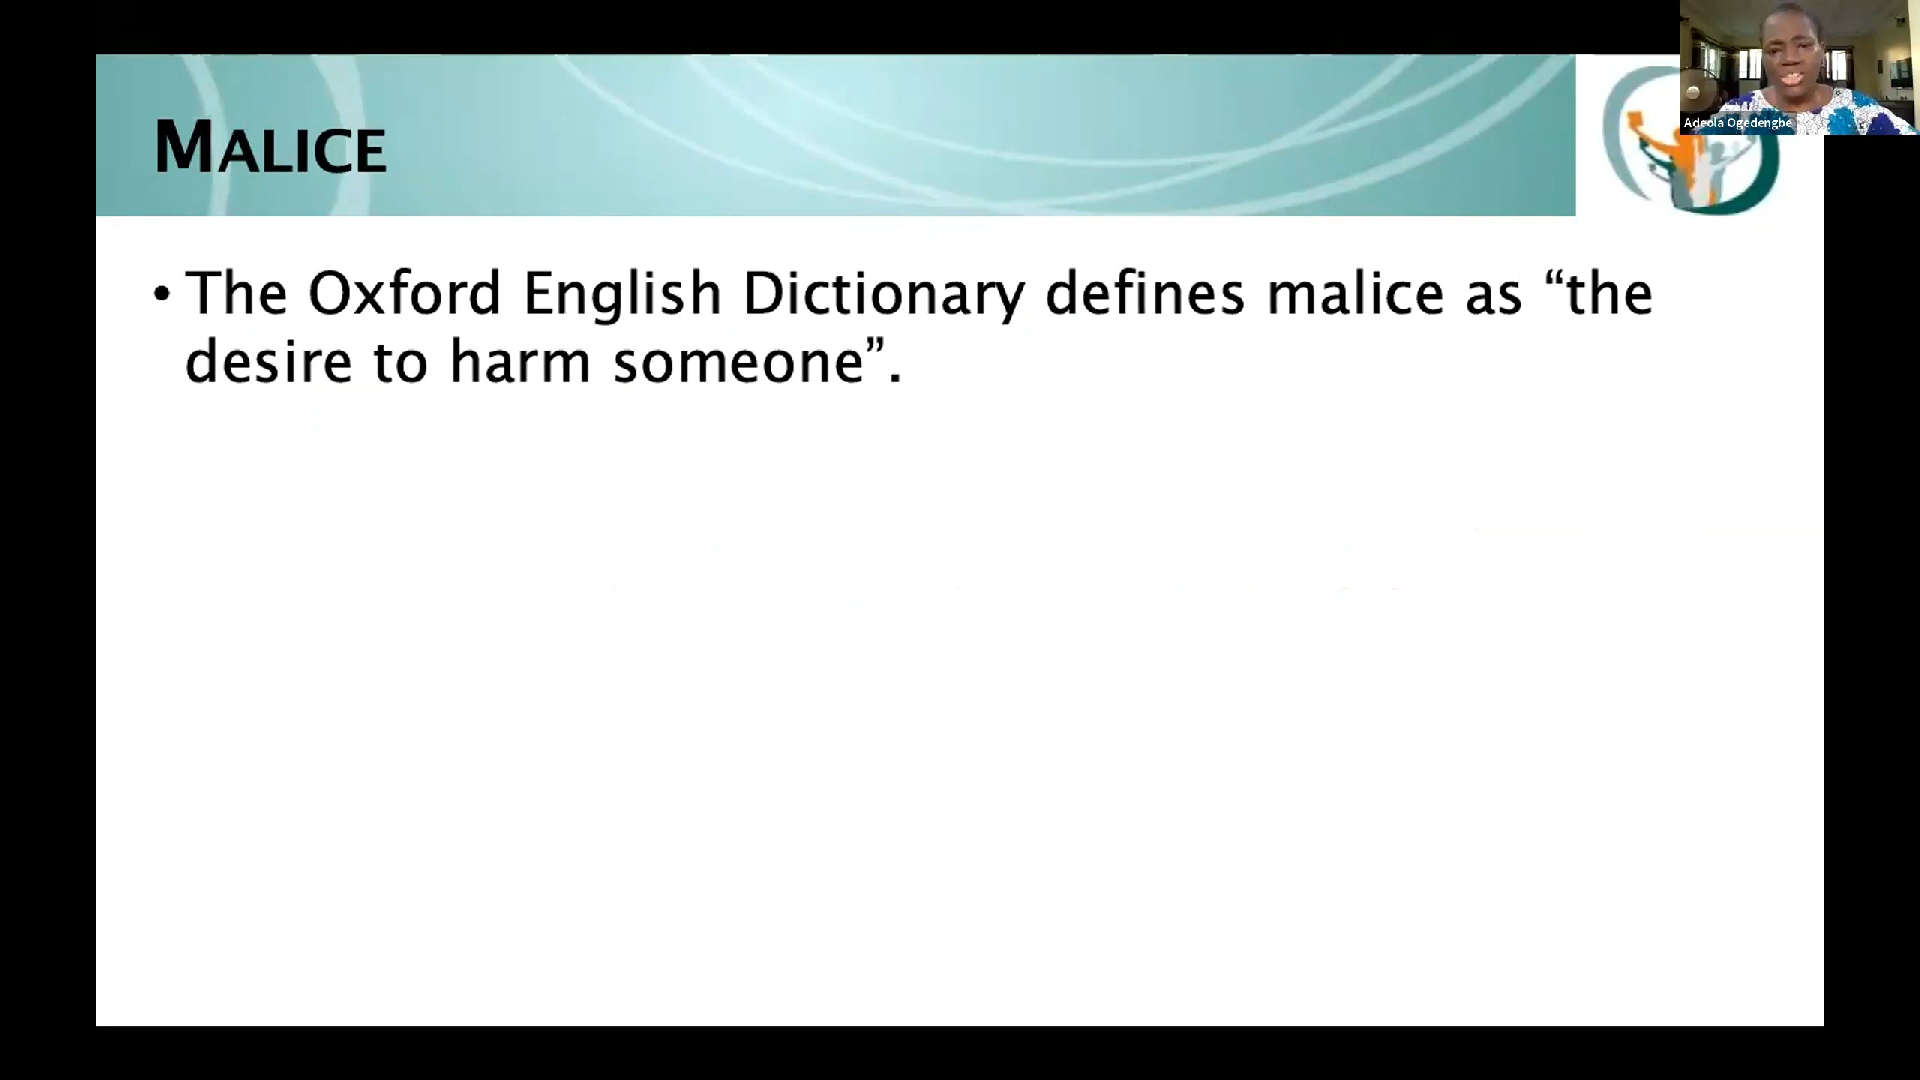 MALICE
Adeola Ogedengbe
• The Oxford English Dictionary defines malice as “the
desire to harm someone”.